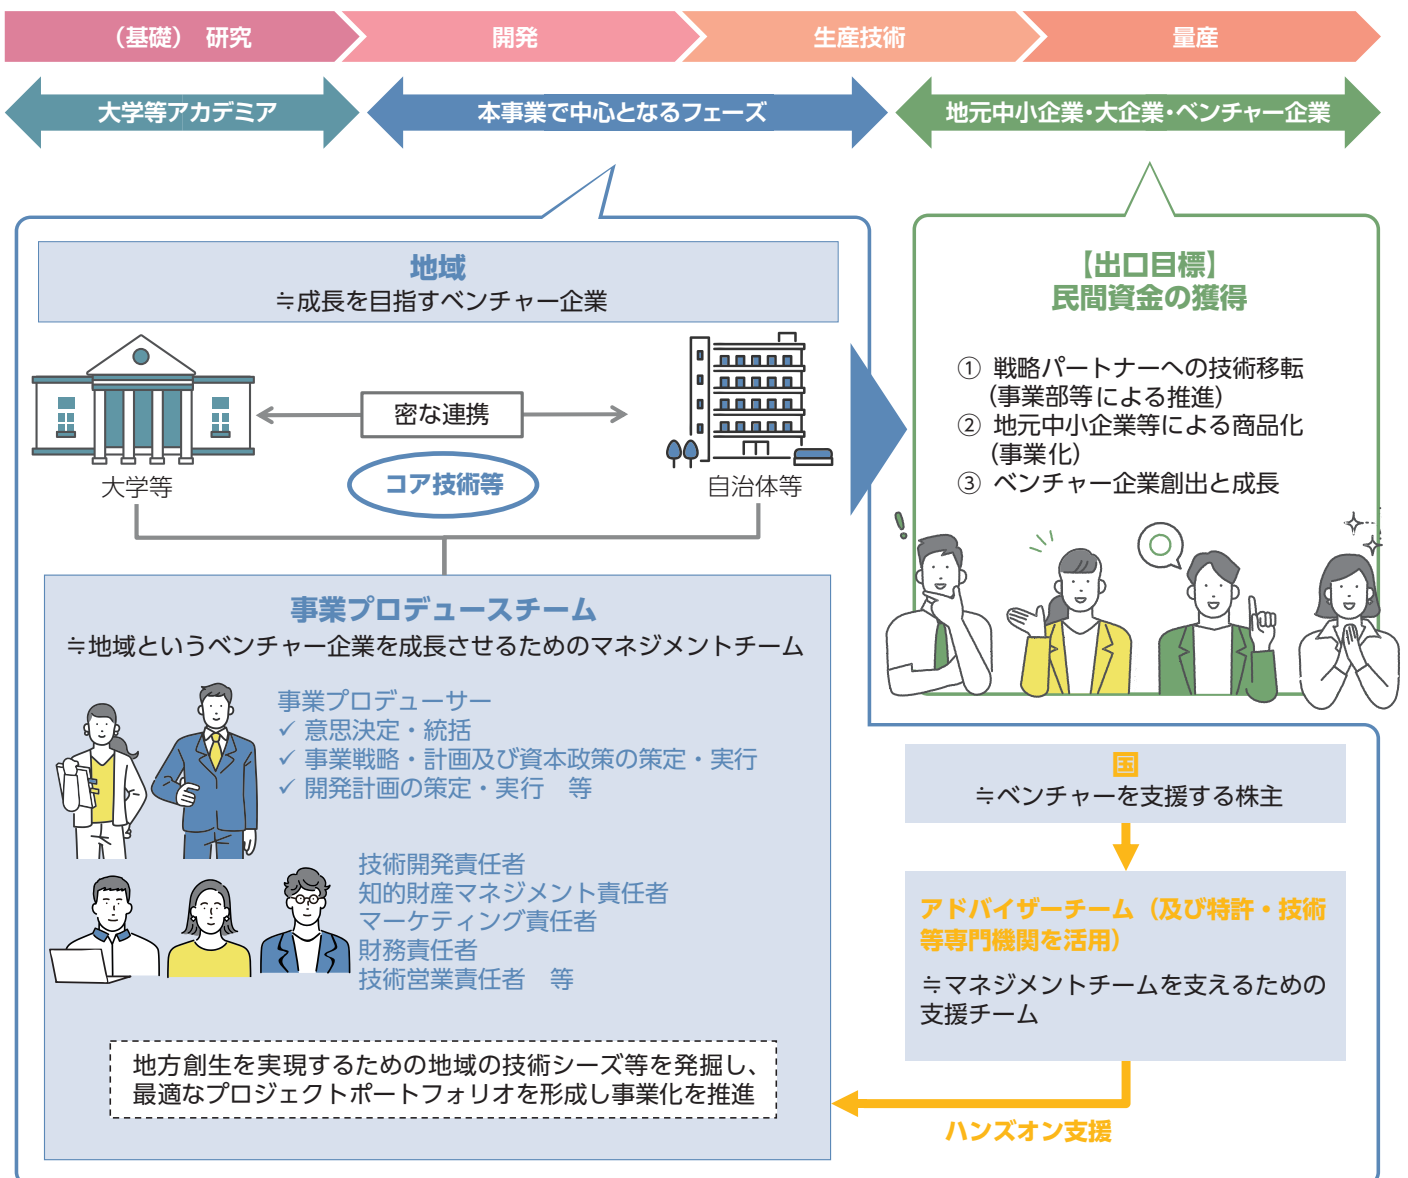 （基礎） 研究
開発
生産技術
量産
大学等アカデミア
本事業で中心となるフェーズ
地元中小企業・大企業・ベンチャー企業
地域
≒成長を目指すベンチャー企業
密な連携
コア技術等
大学等
自治体等
事業プロデュースチーム
≒地域というベンチャー企業を成長させるためのマネジメントチーム
事業プロデューサー
✓ 意思決定・統括
✓ 事業戦略・計画及び資本政策の策定・実行
✓ 開発計画の策定・実行　等
技術開発責任者
知的財産マネジメント責任者
マーケティング責任者
財務責任者
技術営業責任者　等
地方創生を実現するための地域の技術シーズ等を発掘し、
最適なプロジェクトポートフォリオを形成し事業化を推進
【出口目標】
民間資金の獲得
① 戦略パートナーへの技術移転
（事業部等による推進）
② 地元中小企業等による商品化
（事業化）
③ ベンチャー企業創出と成長
国
≒ベンチャーを支援する株主
アドバイザーチーム（及び特許・技術
等専門機関を活用）
≒マネジメントチームを支えるための
支援チーム
ハンズオン支援